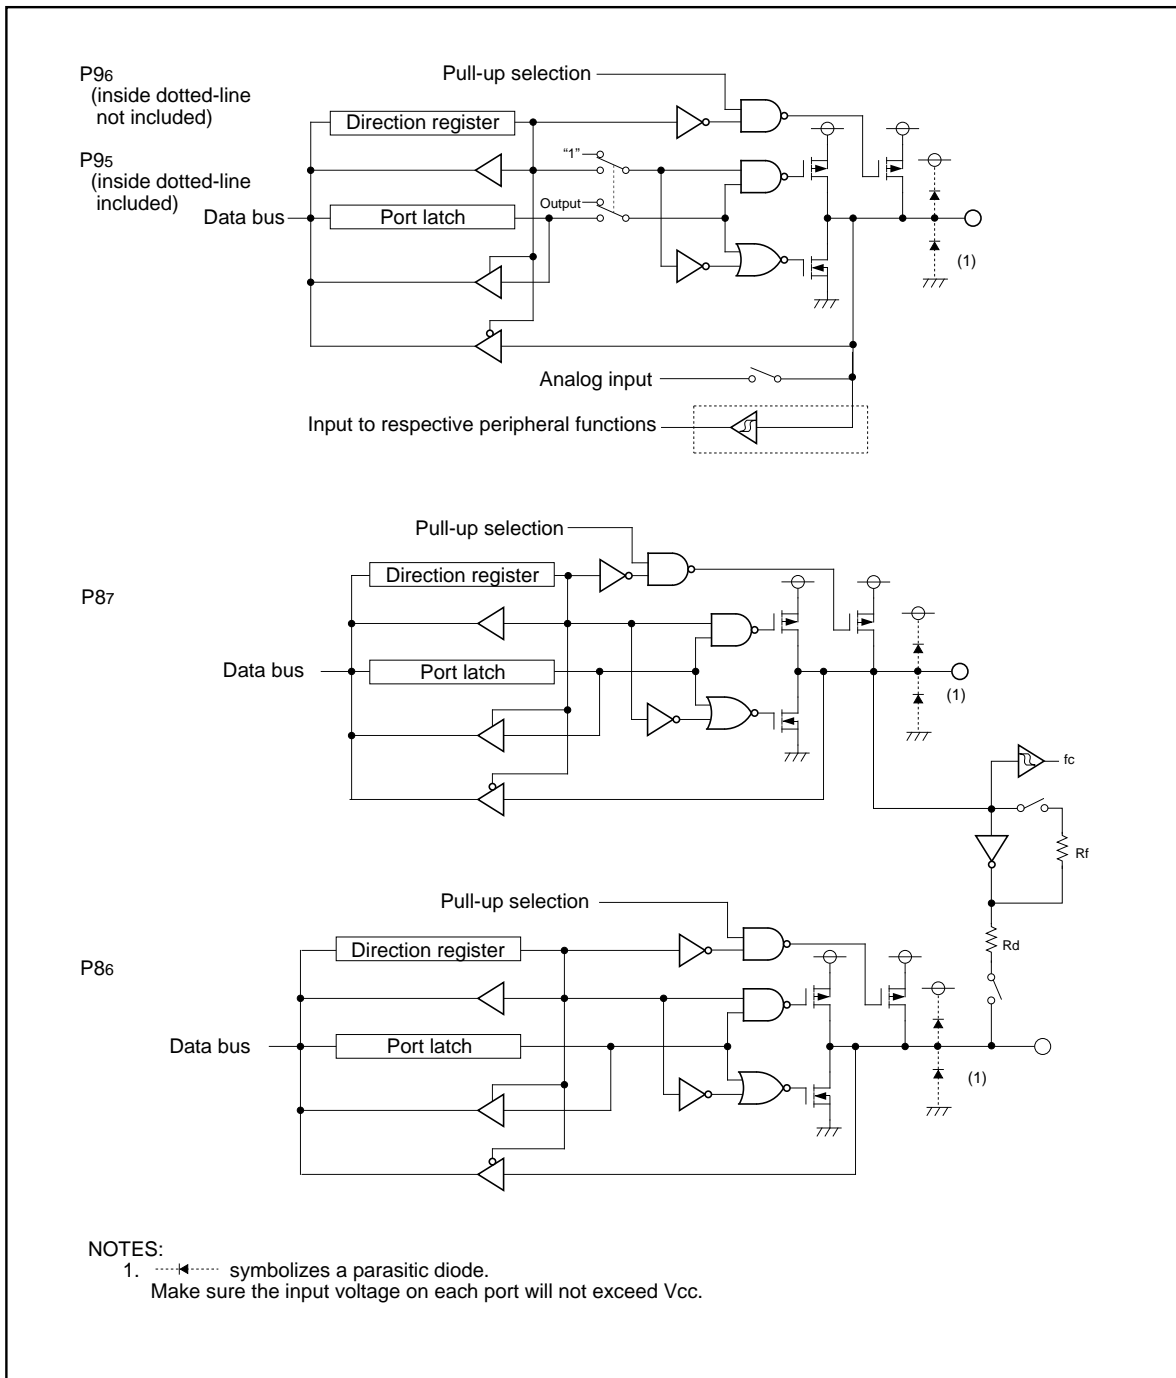 P96
(inside dotted-line
not included)
Pull-up selection
Direction register
P95
(inside dotted-line
included)
"1"
Output
Data bus
Port latch
(1)
Analog input
Input to respective peripheral functions
Pull-up selection
Direction register
P87
Data bus
Port latch
(1)
fc
Rf
Pull-up selection
Direction register
Rd
P86
Data bus
Port latch
(1)
NOTES:
1. symbolizes a parasitic diode.
Make sure the input voltage on each port will not exceed Vcc.